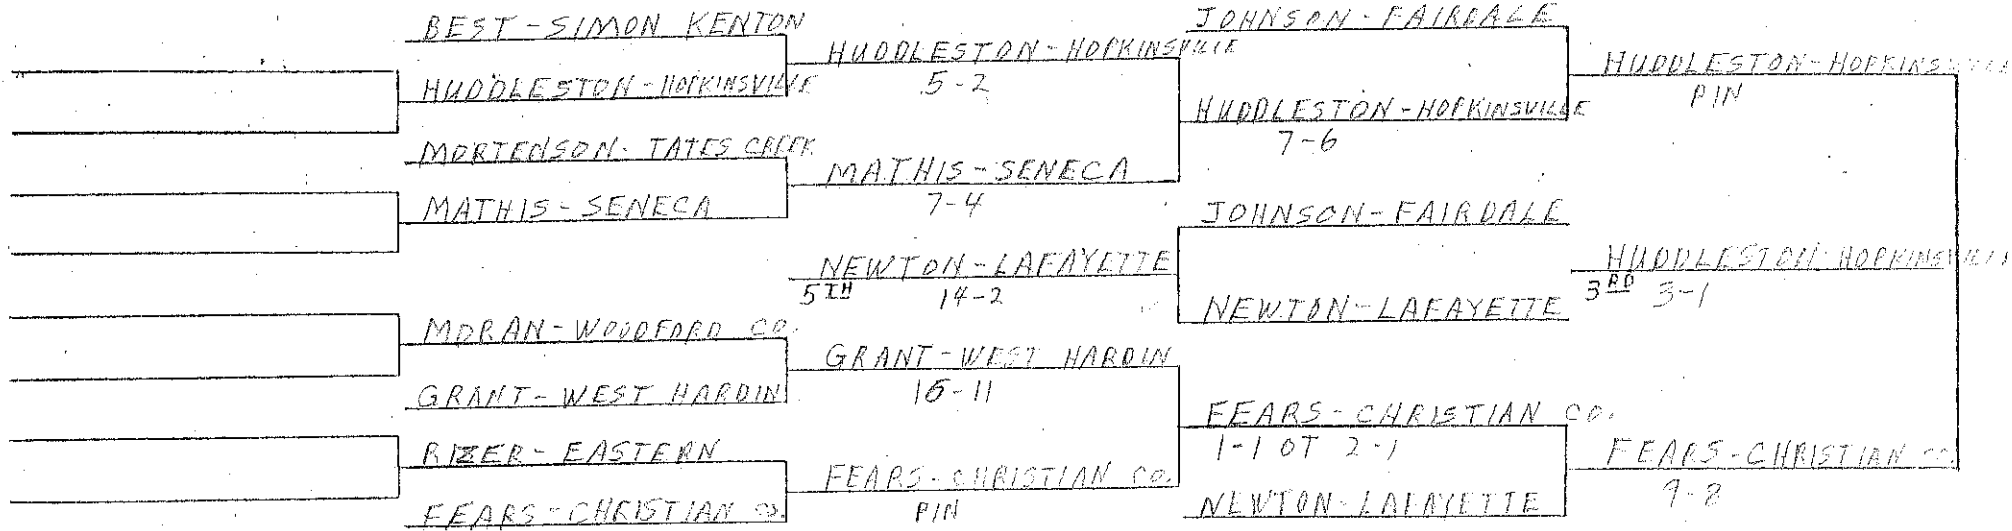 BEST - SIMON KENTON
HUDDLESTON - HOPKINSVILLE
MORTENSON - TATES CREEK
MATHIS - SENECA
MORAN - WOODFORD CO.
GRANT - WEST HARDIN
RIZER - EASTERN
FEARS - CHRISTIAN CO.
HUDDLESTON - HOPKINSVILLE
5-2
MATHIS - SENECA
7-4
NEWTON - LAFAYETTE
5TH 14-2
GRANT - WEST HARDIN
16-11
FEARS - CHRISTIAN CO.
PIN
JOHNSON - FAIRDALE
HUDDLESTON - HOPKINSVILLE
7-6
JOHNSON - FAIRDALE
NEWTON - LAFAYETTE
FEARS - CHRISTIAN CO.
1-1 OT 2-1
NEWTON - LAFAYETTE
HUDDLESTON - HOPKINSVILLE
PIN
HUDDLESTON - HOPKINSVILLE
3RD 3-1
FEARS - CHRISTIAN CO.
9-8